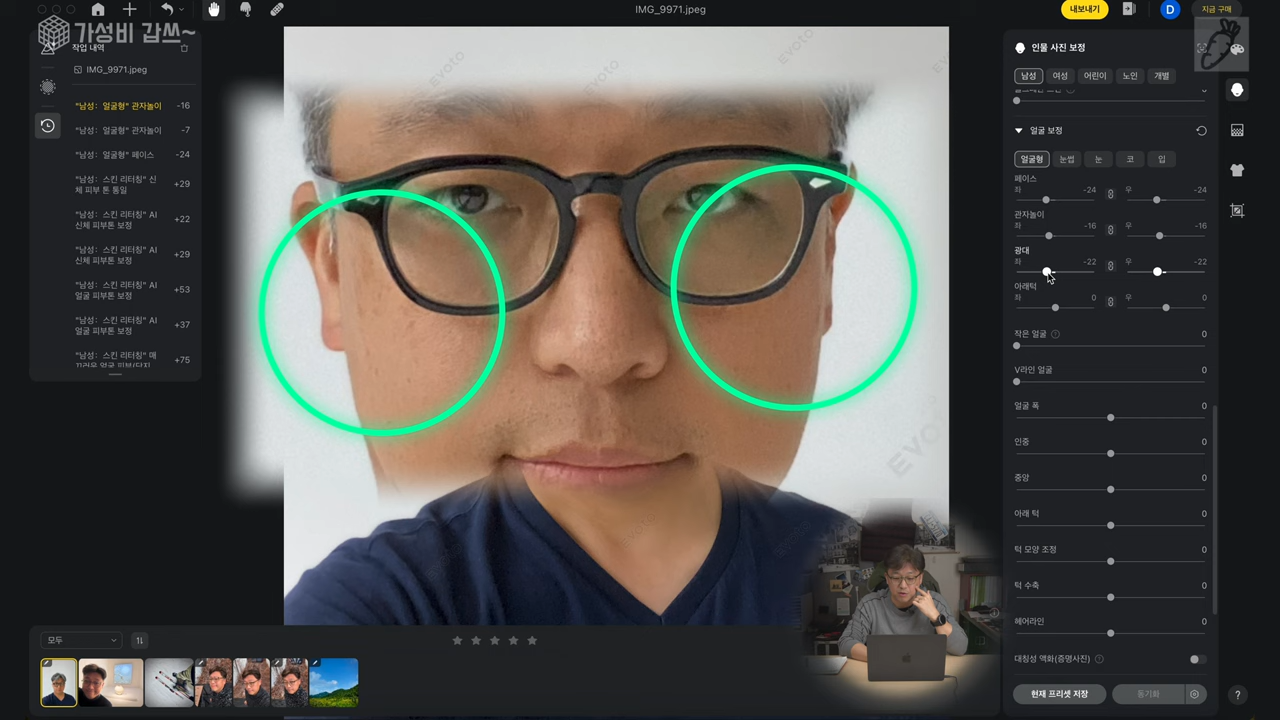 IMG_9971.jpeg
내보내기
D
지금 구매
가성비 갑쓰~
작업 내역
IMG_9971.jpeg
"남성: 얼굴형" 관자놀이 -16
"남성: 얼굴형" 관자놀이 -7
"남성: 얼굴형" 페이스 -24
"남성: 스킨 리터칭" 신
체 피부 톤 통일 +29
"남성: 스킨 리터칭" AI
신체 피부톤 보정 +22
"남성: 스킨 리터칭" AI
신체 피부톤 보정 +29
"남성: 스킨 리터칭" AI
얼굴 피부톤 보정 +53
"남성: 스킨 리터칭" AI
얼굴 피부톤 보정 +37
"남성: 스킨 리터칭" 매 +75
evoto
evoto
EVOTO
모두
인물 사진 보정
남성 여성 어린이 노인 개별
얼굴 보정
얼굴형 눈썹 눈 코 입
페이스
좌 -24 우 -24
관자놀이
좌 -16 우 -16
광대
좌 -22 우 -22
아래턱
좌 0 우 0
작은 얼굴 ? 0
V라인 얼굴 0
얼굴 폭 0
인중 0
중앙 0
아래 턱 0
턱 모양 조정 0
턱 수축 0
헤어라인 0
대칭성 액화(증명사진) ?
현재 프리셋 저장 동기화
?